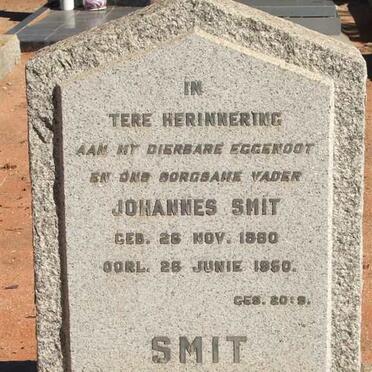 IN
TERE HERINNERING
AAN MY DIERBARE EGGENOOT
EN ONS SORGSAME VADER
JOHANNES SMIT
GEB. 26 NOV. 1880
OORL. 25 JUNIE 1950.
GES. 20:9.
SMIT